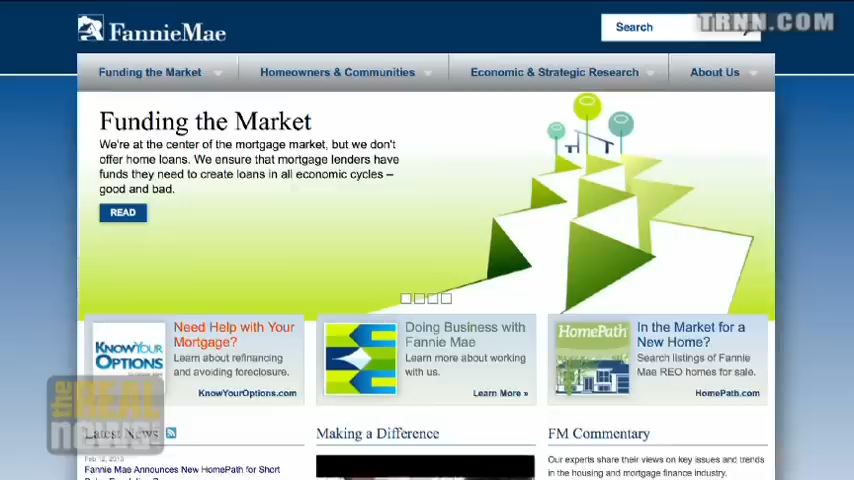 TRNN.COM
FannieMae
Search
Funding the Market
Homeowners & Communities
Economic & Strategic Research
About Us
Funding the Market
We're at the center of the mortgage market, but we don't
offer home loans. We ensure that mortgage lenders have
funds they need to create loans in all economic cycles –
good and bad.
READ
Need Help with Your
Mortgage?
Learn about refinancing
and avoiding foreclosure.
KnowYourOptions.com
KNOWYOUR
OPTIONS
Doing Business with
Fannie Mae
Learn more about working
with us.
Learn More »
HomePath
In the Market for a
New Home?
Search listings of Fannie
Mae REO homes for sale.
HomePath.com
the
REAL
news
Latest News
Making a Difference
FM Commentary
Feb 12, 2013
Fannie Mae Announces New HomePath for Short
Our experts share their views on key issues and trends
in the housing and mortgage finance industry.